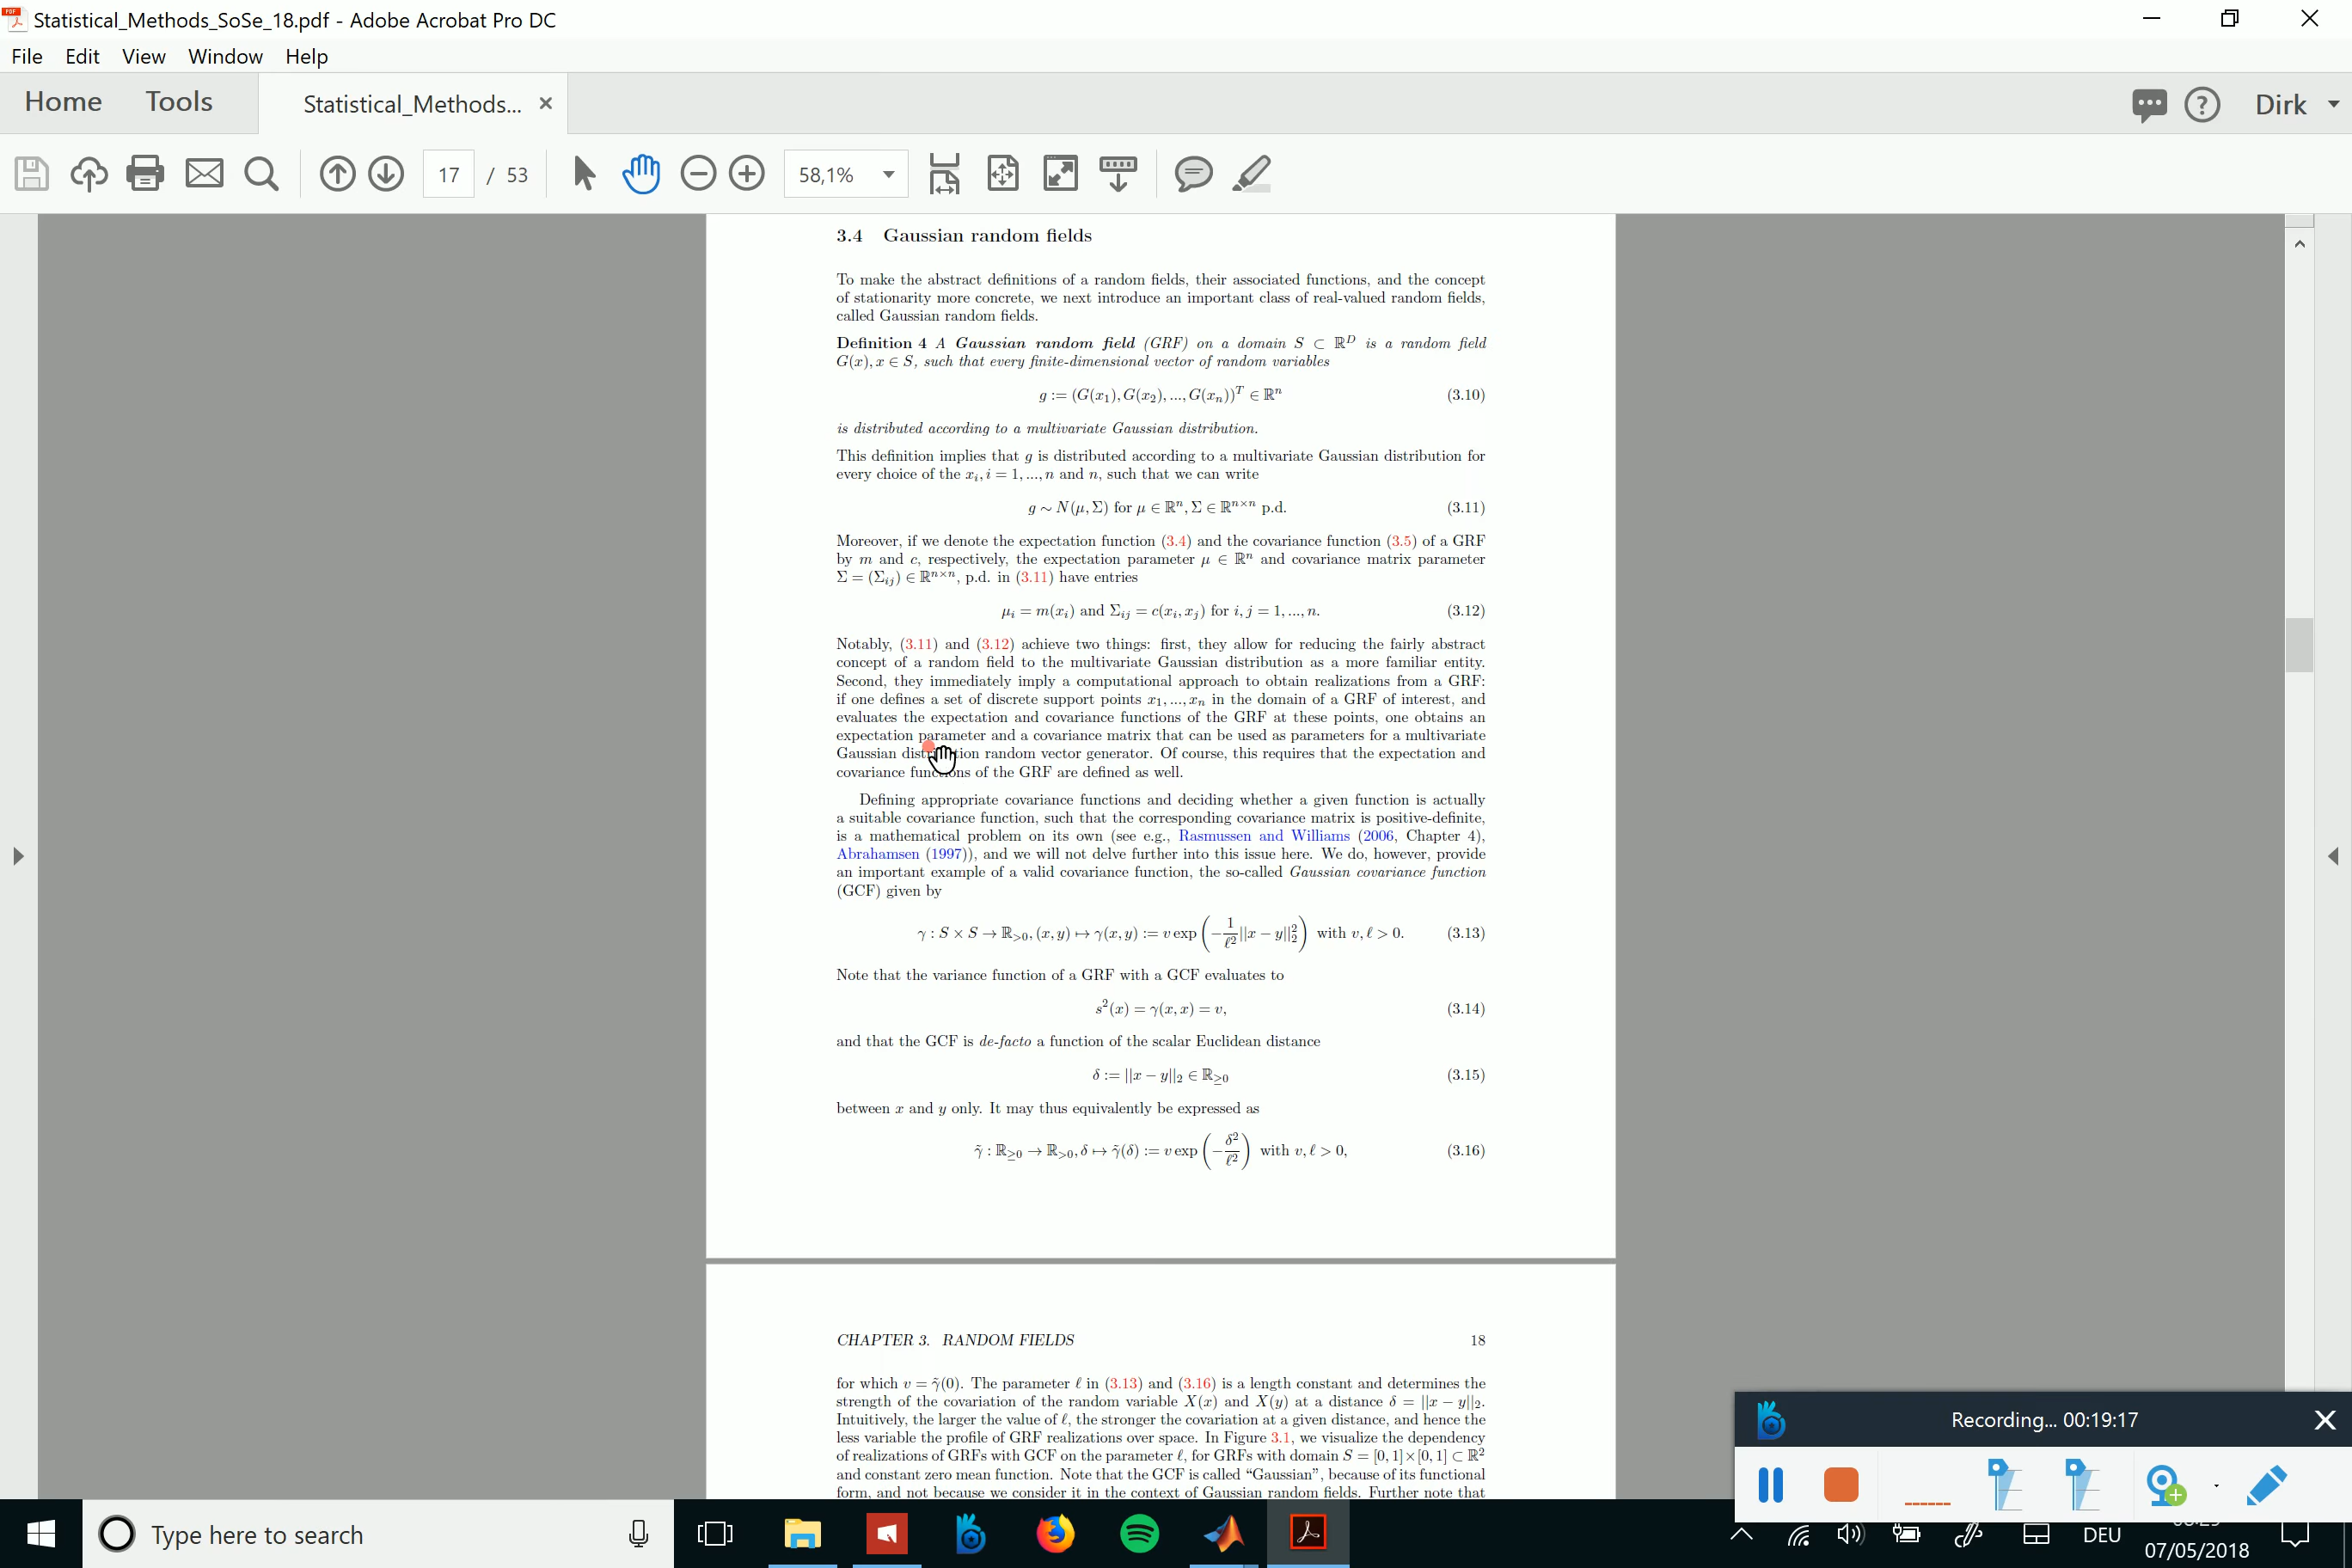 Statistical_Methods_SoSe_18.pdf - Adobe Acrobat Pro DC
File Edit View Window Help
Home Tools Statistical_Methods... × Dirk
17 / 53 58,1%
3.4 Gaussian random fields
To make the abstract definitions of a random fields, their associated functions, and the concept
of stationarity more concrete, we next introduce an important class of real-valued random fields,
called Gaussian random fields.
Definition 4 A Gaussian random field (GRF) on a domain S ⊂ ℝᴰ is a random field
G(x), x ∈ S, such that every finite-dimensional vector of random variables
g := (G(x₁), G(x₂), ..., G(xₙ))ᵀ ∈ ℝⁿ (3.10)
is distributed according to a multivariate Gaussian distribution.
This definition implies that g is distributed according to a multivariate Gaussian distribution for
every choice of the xᵢ, i = 1, ..., n and n, such that we can write
g ∼ N(μ, Σ) for μ ∈ ℝⁿ, Σ ∈ ℝⁿˣⁿ p.d. (3.11)
Moreover, if we denote the expectation function (3.4) and the covariance function (3.5) of a GRF
by m and c, respectively, the expectation parameter μ ∈ ℝⁿ and covariance matrix parameter
Σ = (Σᵢⱼ) ∈ ℝⁿˣⁿ, p.d. in (3.11) have entries
μᵢ = m(xᵢ) and Σᵢⱼ = c(xᵢ, xⱼ) for i, j = 1, ..., n. (3.12)
Notably, (3.11) and (3.12) achieve two things: first, they allow for reducing the fairly abstract
concept of a random field to the multivariate Gaussian distribution as a more familiar entity.
Second, they immediately imply a computational approach to obtain realizations from a GRF:
if one defines a set of discrete support points x₁, ..., xₙ in the domain of a GRF of interest, and
evaluates the expectation and covariance functions of the GRF at these points, one obtains an
expectation parameter and a covariance matrix that can be used as parameters for a multivariate
Gaussian distribution random vector generator. Of course, this requires that the expectation and
covariance functions of the GRF are defined as well.
Defining appropriate covariance functions and deciding whether a given function is actually
a suitable covariance function, such that the corresponding covariance matrix is positive-definite,
is a mathematical problem on its own (see e.g., Rasmussen and Williams (2006, Chapter 4),
Abrahamsen (1997)), and we will not delve further into this issue here. We do, however, provide
an important example of a valid covariance function, the so-called Gaussian covariance function
(GCF) given by
γ : S × S → ℝ>0, (x, y) ↦ γ(x, y) := v exp(−1/ℓ² ||x − y||₂²) with v, ℓ > 0. (3.13)
Note that the variance function of a GRF with a GCF evaluates to
s²(x) = γ(x, x) = v, (3.14)
and that the GCF is de-facto a function of the scalar Euclidean distance
δ := ||x − y||₂ ∈ ℝ≥0 (3.15)
between x and y only. It may thus equivalently be expressed as
γ̃ : ℝ≥0 → ℝ>0, δ ↦ γ̃(δ) := v exp(−δ²/ℓ²) with v, ℓ > 0, (3.16)
CHAPTER 3. RANDOM FIELDS 18
for which v = γ̃(0). The parameter ℓ in (3.13) and (3.16) is a length constant and determines the
strength of the covariation of the random variable X(x) and X(y) at a distance δ = ||x − y||₂.
Intuitively, the larger the value of ℓ, the stronger the covariation at a given distance, and hence the
less variable the profile of GRF realizations over space. In Figure 3.1, we visualize the dependency
of realizations of GRFs with GCF on the parameter ℓ, for GRFs with domain S = [0, 1]×[0, 1] ⊂ ℝ²
and constant zero mean function. Note that the GCF is called “Gaussian”, because of its functional
form, and not because we consider it in the context of Gaussian random fields. Further note that
Recording... 00:19:17
Type here to search
DEU
07/05/2018